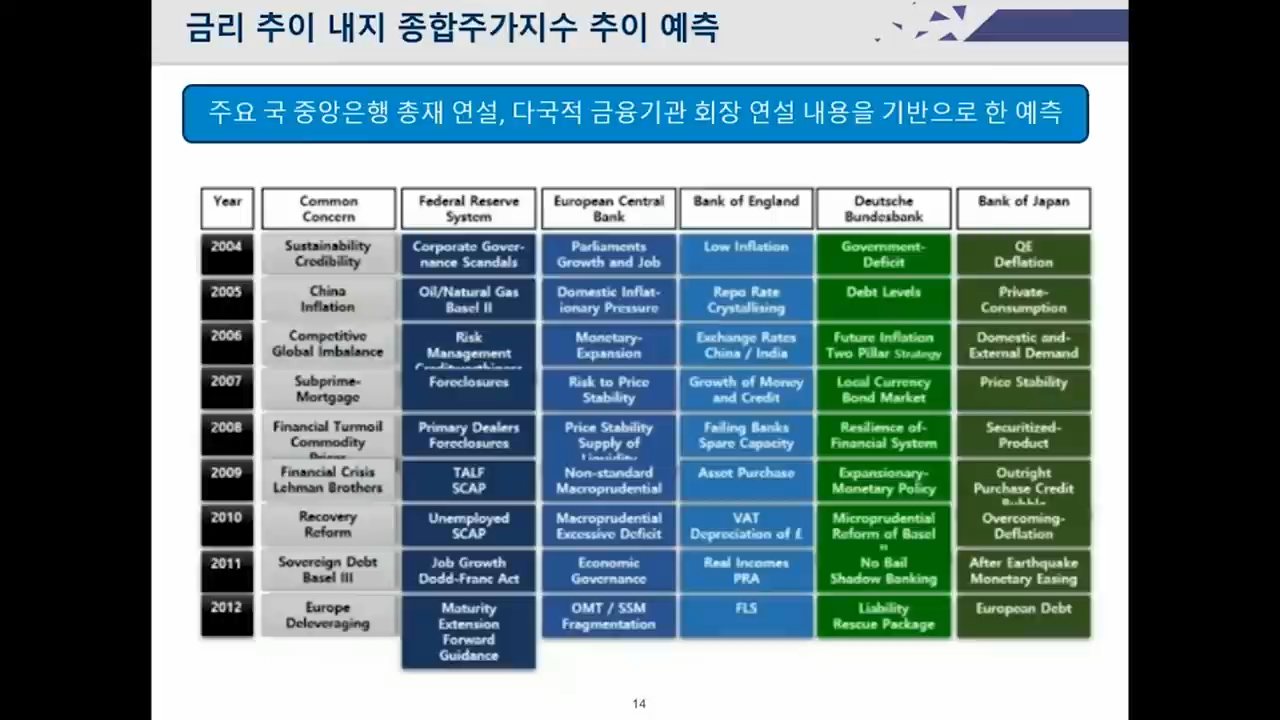 금리 추이 내지 종합주가지수 추이 예측
주요 국 중앙은행 총재 연설, 다국적 금융기관 회장 연설 내용을 기반으로 한 예측
Year
Common
Concern
Federal Reserve
System
European Central
Bank
Bank of England
Deutsche
Bundesbank
Bank of Japan
2004
Sustainability
Credibility
Corporate Gover-
nance Scandals
Parliaments
Growth and Job
Low Inflation
Government-
Deficit
QE
Deflation
2005
China
Inflation
Oil/Natural Gas
Basel II
Domestic Inflat-
ionary Pressure
Repo Rate
Crystallising
Debt Levels
Private-
Consumption
2006
Competitive
Global Imbalance
Risk
Management
Creditworthiness
Monetary-
Expansion
Exchange Rates
China / India
Future Inflation
Two Pillar Strategy
Domestic and-
External Demand
2007
Subprime-
Mortgage
Foreclosures
Risk to Price
Stability
Growth of Money
and Credit
Local Currency
Bond Market
Price Stability
2008
Financial Turmoil
Commodity
Prices
Primary Dealers
Foreclosures
Price Stability
Supply of
Liquidity
Failing Banks
Spare Capacity
Resilience of-
Financial System
Securitized-
Product
2009
Financial Crisis
Lehman Brothers
TALF
SCAP
Non-standard
Macroprudential
Asset Purchase
Expansionary-
Monetary Policy
Outright
Purchase Credit
Bubble
2010
Recovery
Reform
Unemployed
SCAP
Macroprudential
Excessive Deficit
VAT
Depreciation of £
Microprudential
Reform of Basel
II
Overcoming-
Deflation
2011
Sovereign Debt
Basel III
Job Growth
Dodd-Franc Act
Economic
Governance
Real Incomes
PRA
No Bail
Shadow Banking
After Earthquake
Monetary Easing
2012
Europe
Deleveraging
Maturity
Extension
Forward
Guidance
OMT / SSM
Fragmentation
FLS
Liability
Rescue Package
European Debt
14